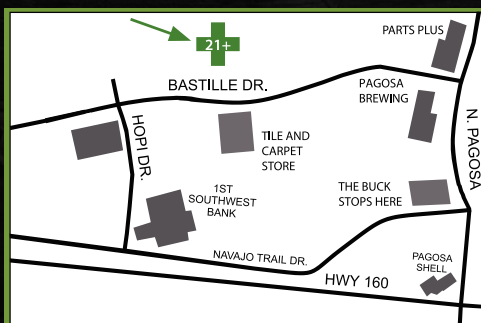 PARTS PLUS
21+
BASTILLE DR.
PAGOSA
BREWING
N. PAGOSA
HOPI DR.
TILE AND
CARPET
STORE
1ST
SOUTHWEST
BANK
THE BUCK
STOPS HERE
NAVAJO TRAIL DR.
PAGOSA
SHELL
HWY 160